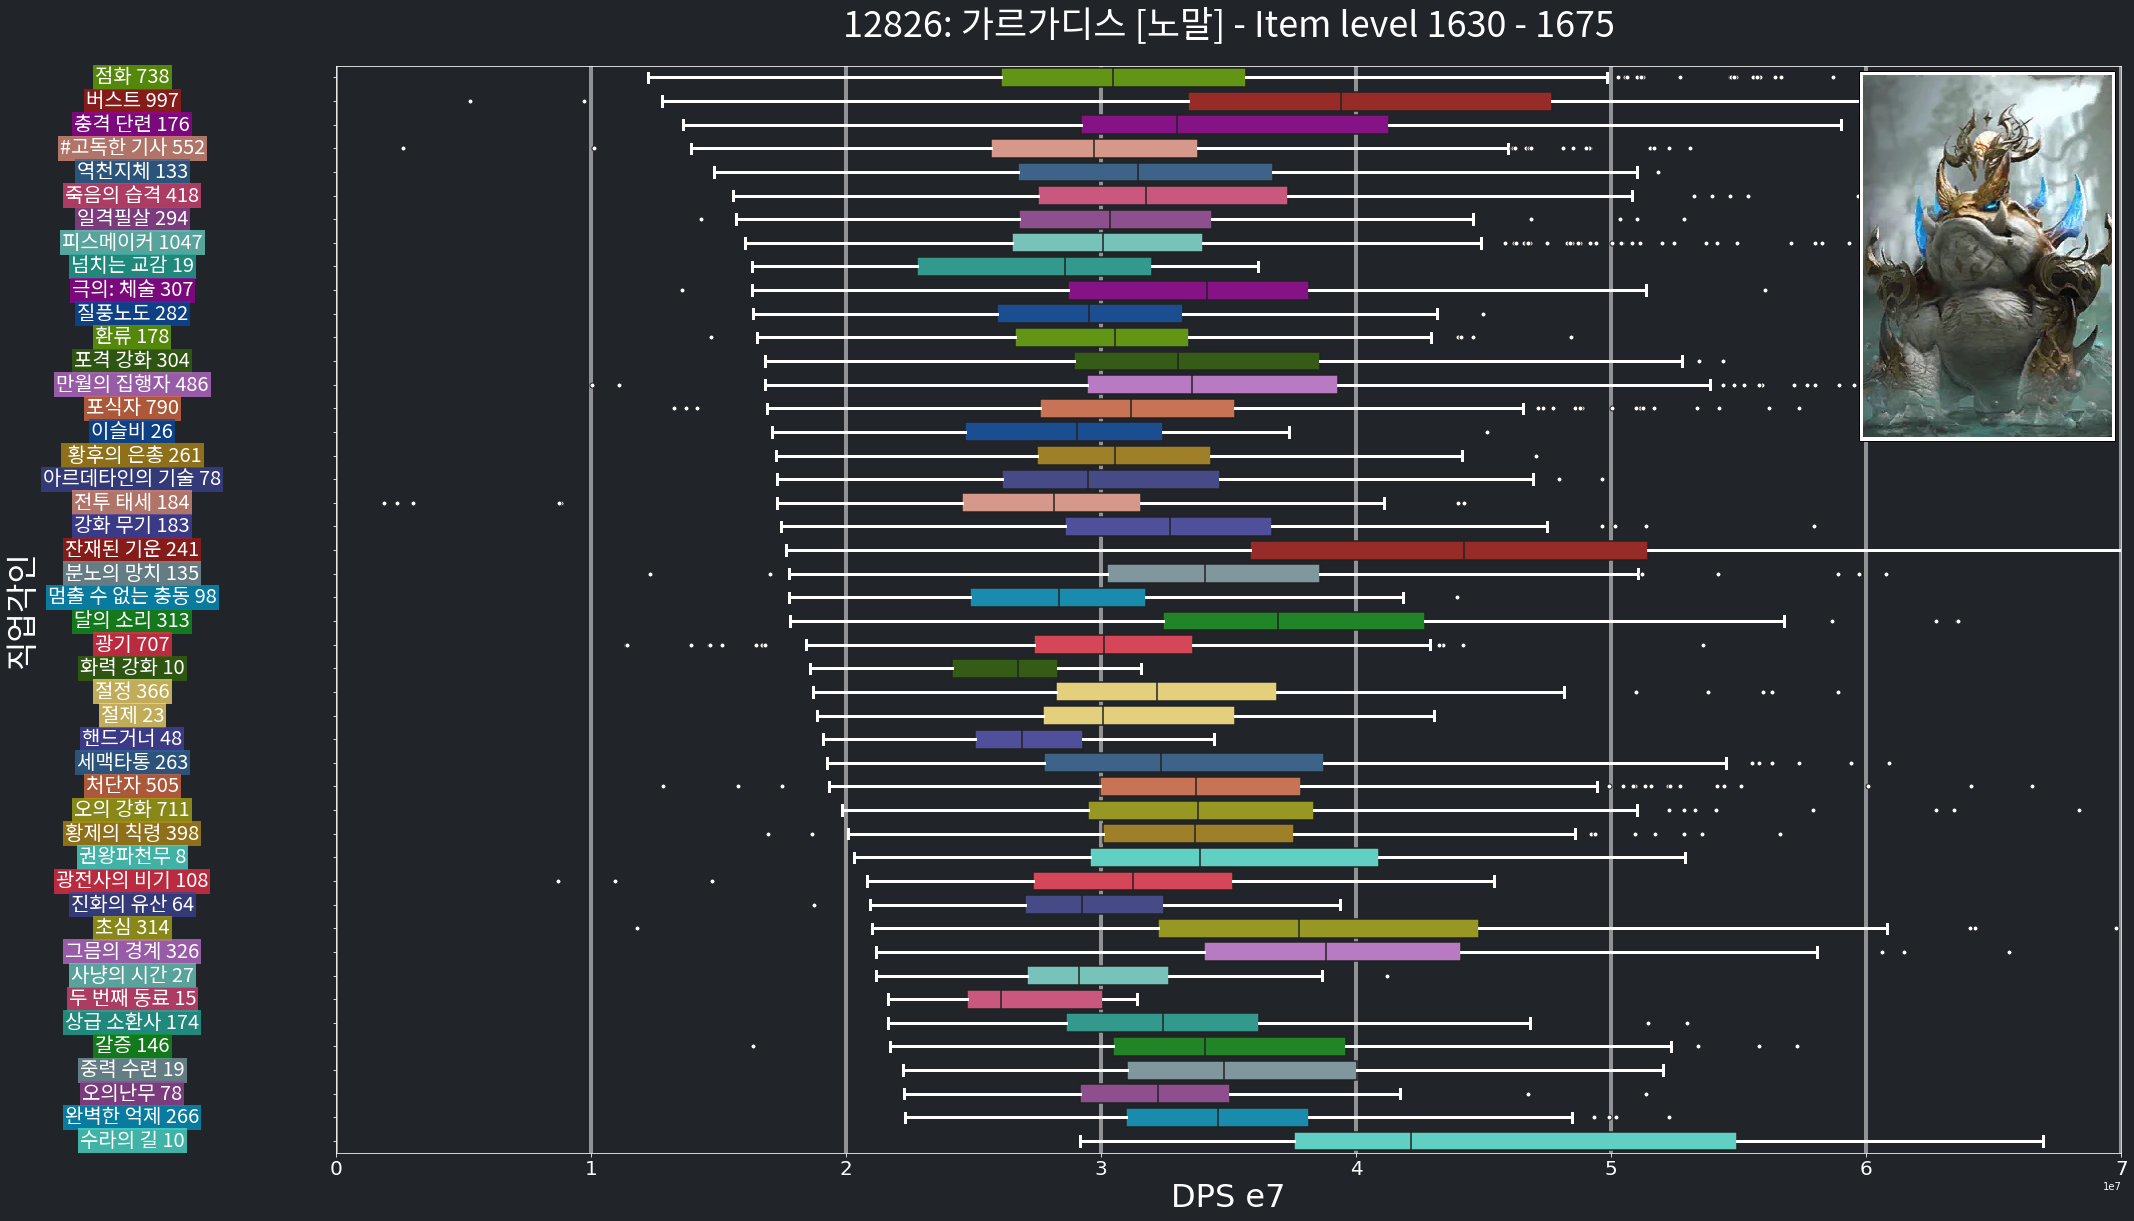 12826: 가르가디스 [노말] - Item level 1630 - 1675
점화 738
버스트 997
충격 단련 176
#고독한 기사 552
역천지체 133
죽음의 습격 418
일격필살 294
피스메이커 1047
넘치는 교감 19
극의: 체술 307
질풍노도 282
환류 178
포격 강화 304
만월의 집행자 486
포식자 790
이슬비 26
황후의 은총 261
아르데타인의 기술 78
전투 태세 184
강화 무기 183
잔재된 기운 241
분노의 망치 135
멈출 수 없는 충동 98
달의 소리 313
광기 707
화력 강화 10
절정 366
절제 23
핸드거너 48
세맥타통 263
처단자 505
오의 강화 711
황제의 칙령 398
권왕파천무 8
광전사의 비기 108
진화의 유산 64
초심 314
그믐의 경계 326
사냥의 시간 27
두 번째 동료 15
상급 소환사 174
갈증 146
중력 수련 19
오의난무 78
완벽한 억제 266
수라의 길 10
직업각인
0 1 2 3 4 5 6 7
1e7
DPS e7